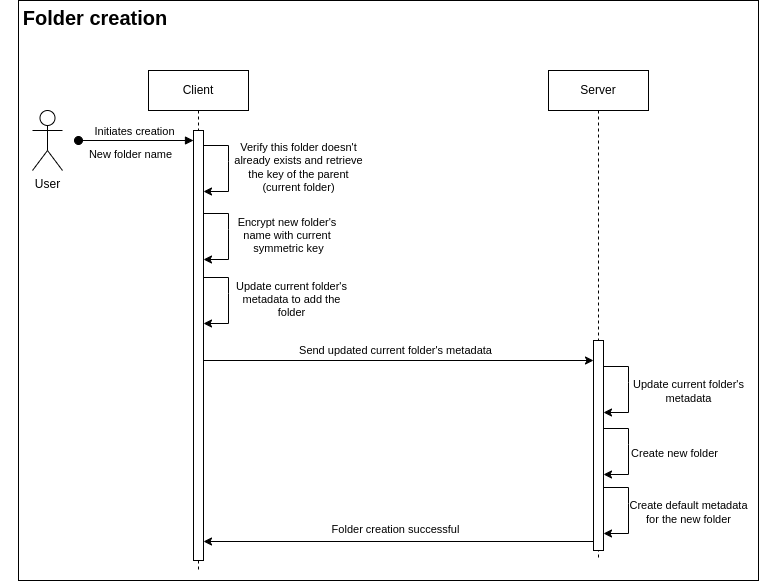 Folder creation
Client
Server
User
Initiates creation
New folder name
Verify this folder doesn't
already exists and retrieve
the key of the parent
(current folder)
Encrypt new folder's
name with current
symmetric key
Update current folder's
metadata to add the
folder
Send updated current folder's metadata
Update current folder's
metadata
Create new folder
Create default metadata
for the new folder
Folder creation successful